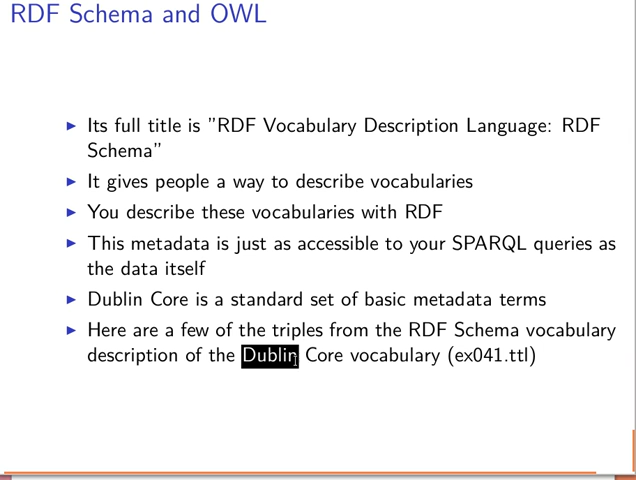 RDF Schema and OWL
Its full title is ”RDF Vocabulary Description Language: RDF
Schema”
It gives people a way to describe vocabularies
You describe these vocabularies with RDF
This metadata is just as accessible to your SPARQL queries as
the data itself
Dublin Core is a standard set of basic metadata terms
Here are a few of the triples from the RDF Schema vocabulary
description of the Dublin Core vocabulary (ex041.ttl)